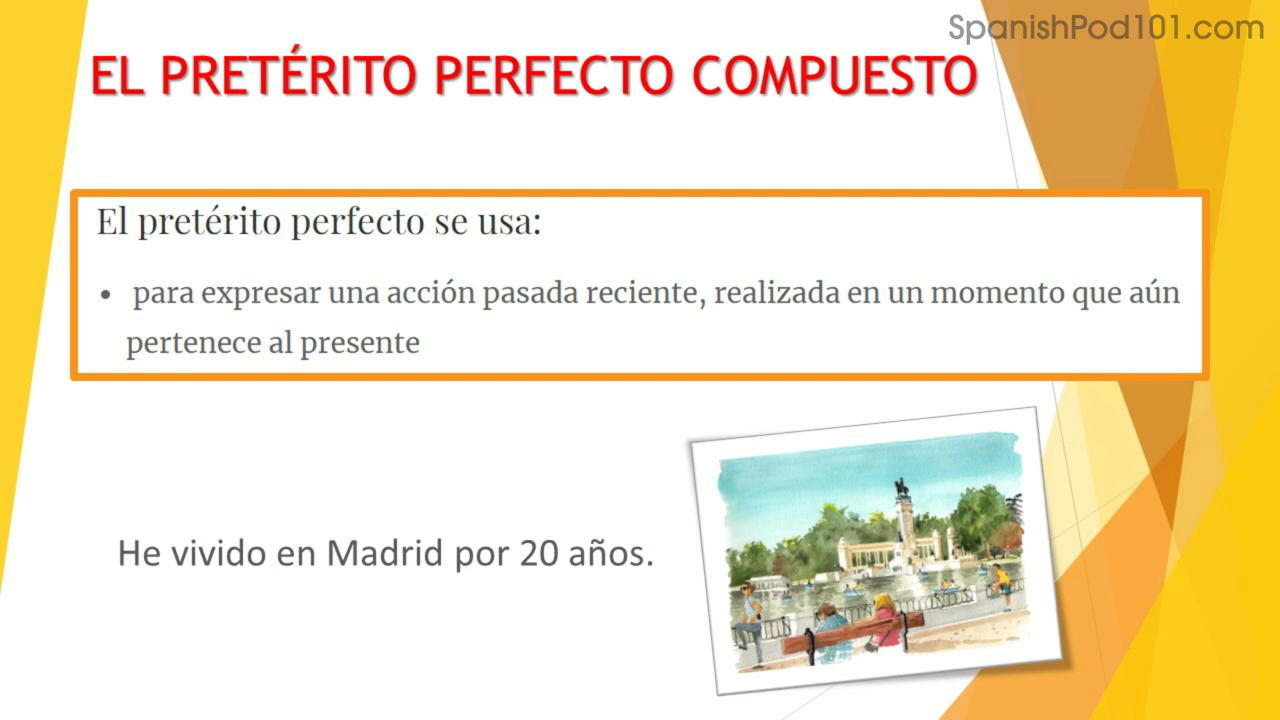 SpanishPod101.com
EL PRETÉRITO PERFECTO COMPUESTO
El pretérito perfecto se usa:
• para expresar una acción pasada reciente, realizada en un momento que aún
pertenece al presente
He vivido en Madrid por 20 años.